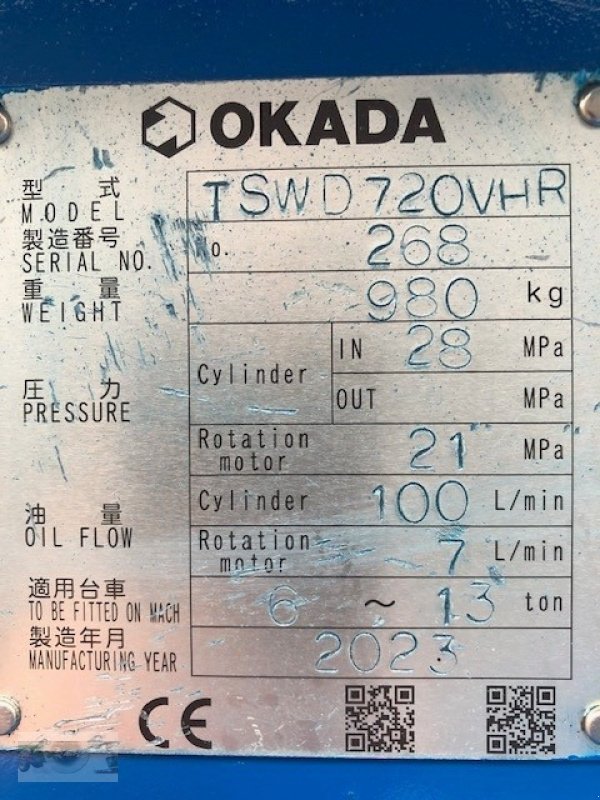 OKADA
型式 TSWD720VHR
MODEL
製造番号 No. 268
SERIAL NO.
重量 980 kg
WEIGHT
圧力
PRESSURE
Cylinder IN 28 MPa
OUT MPa
Rotation motor 21 MPa
油量
OIL FLOW
Cylinder 100 L/min
Rotation motor 7 L/min
適用台車 6 ~ 13 ton
TO BE FITTED ON MACH
製造年月 2023
MANUFACTURING YEAR
CE